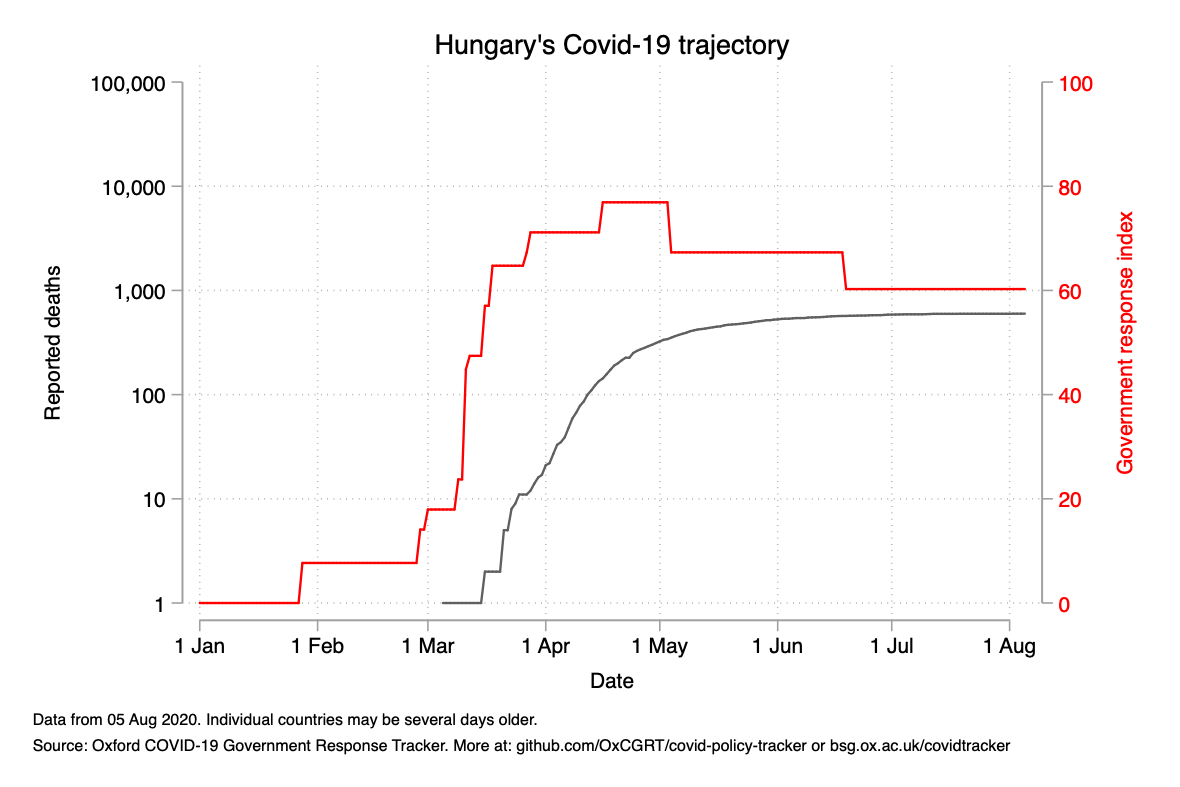 Hungary's Covid-19 trajectory
100,000
10,000
1,000
100
10
1
Reported deaths
100
80
60
40
20
0
Government response index
1 Jan 1 Feb 1 Mar 1 Apr 1 May 1 Jun 1 Jul 1 Aug
Date
Data from 05 Aug 2020. Individual countries may be several days older.
Source: Oxford COVID-19 Government Response Tracker. More at: github.com/OxCGRT/covid-policy-tracker or bsg.ox.ac.uk/covidtracker